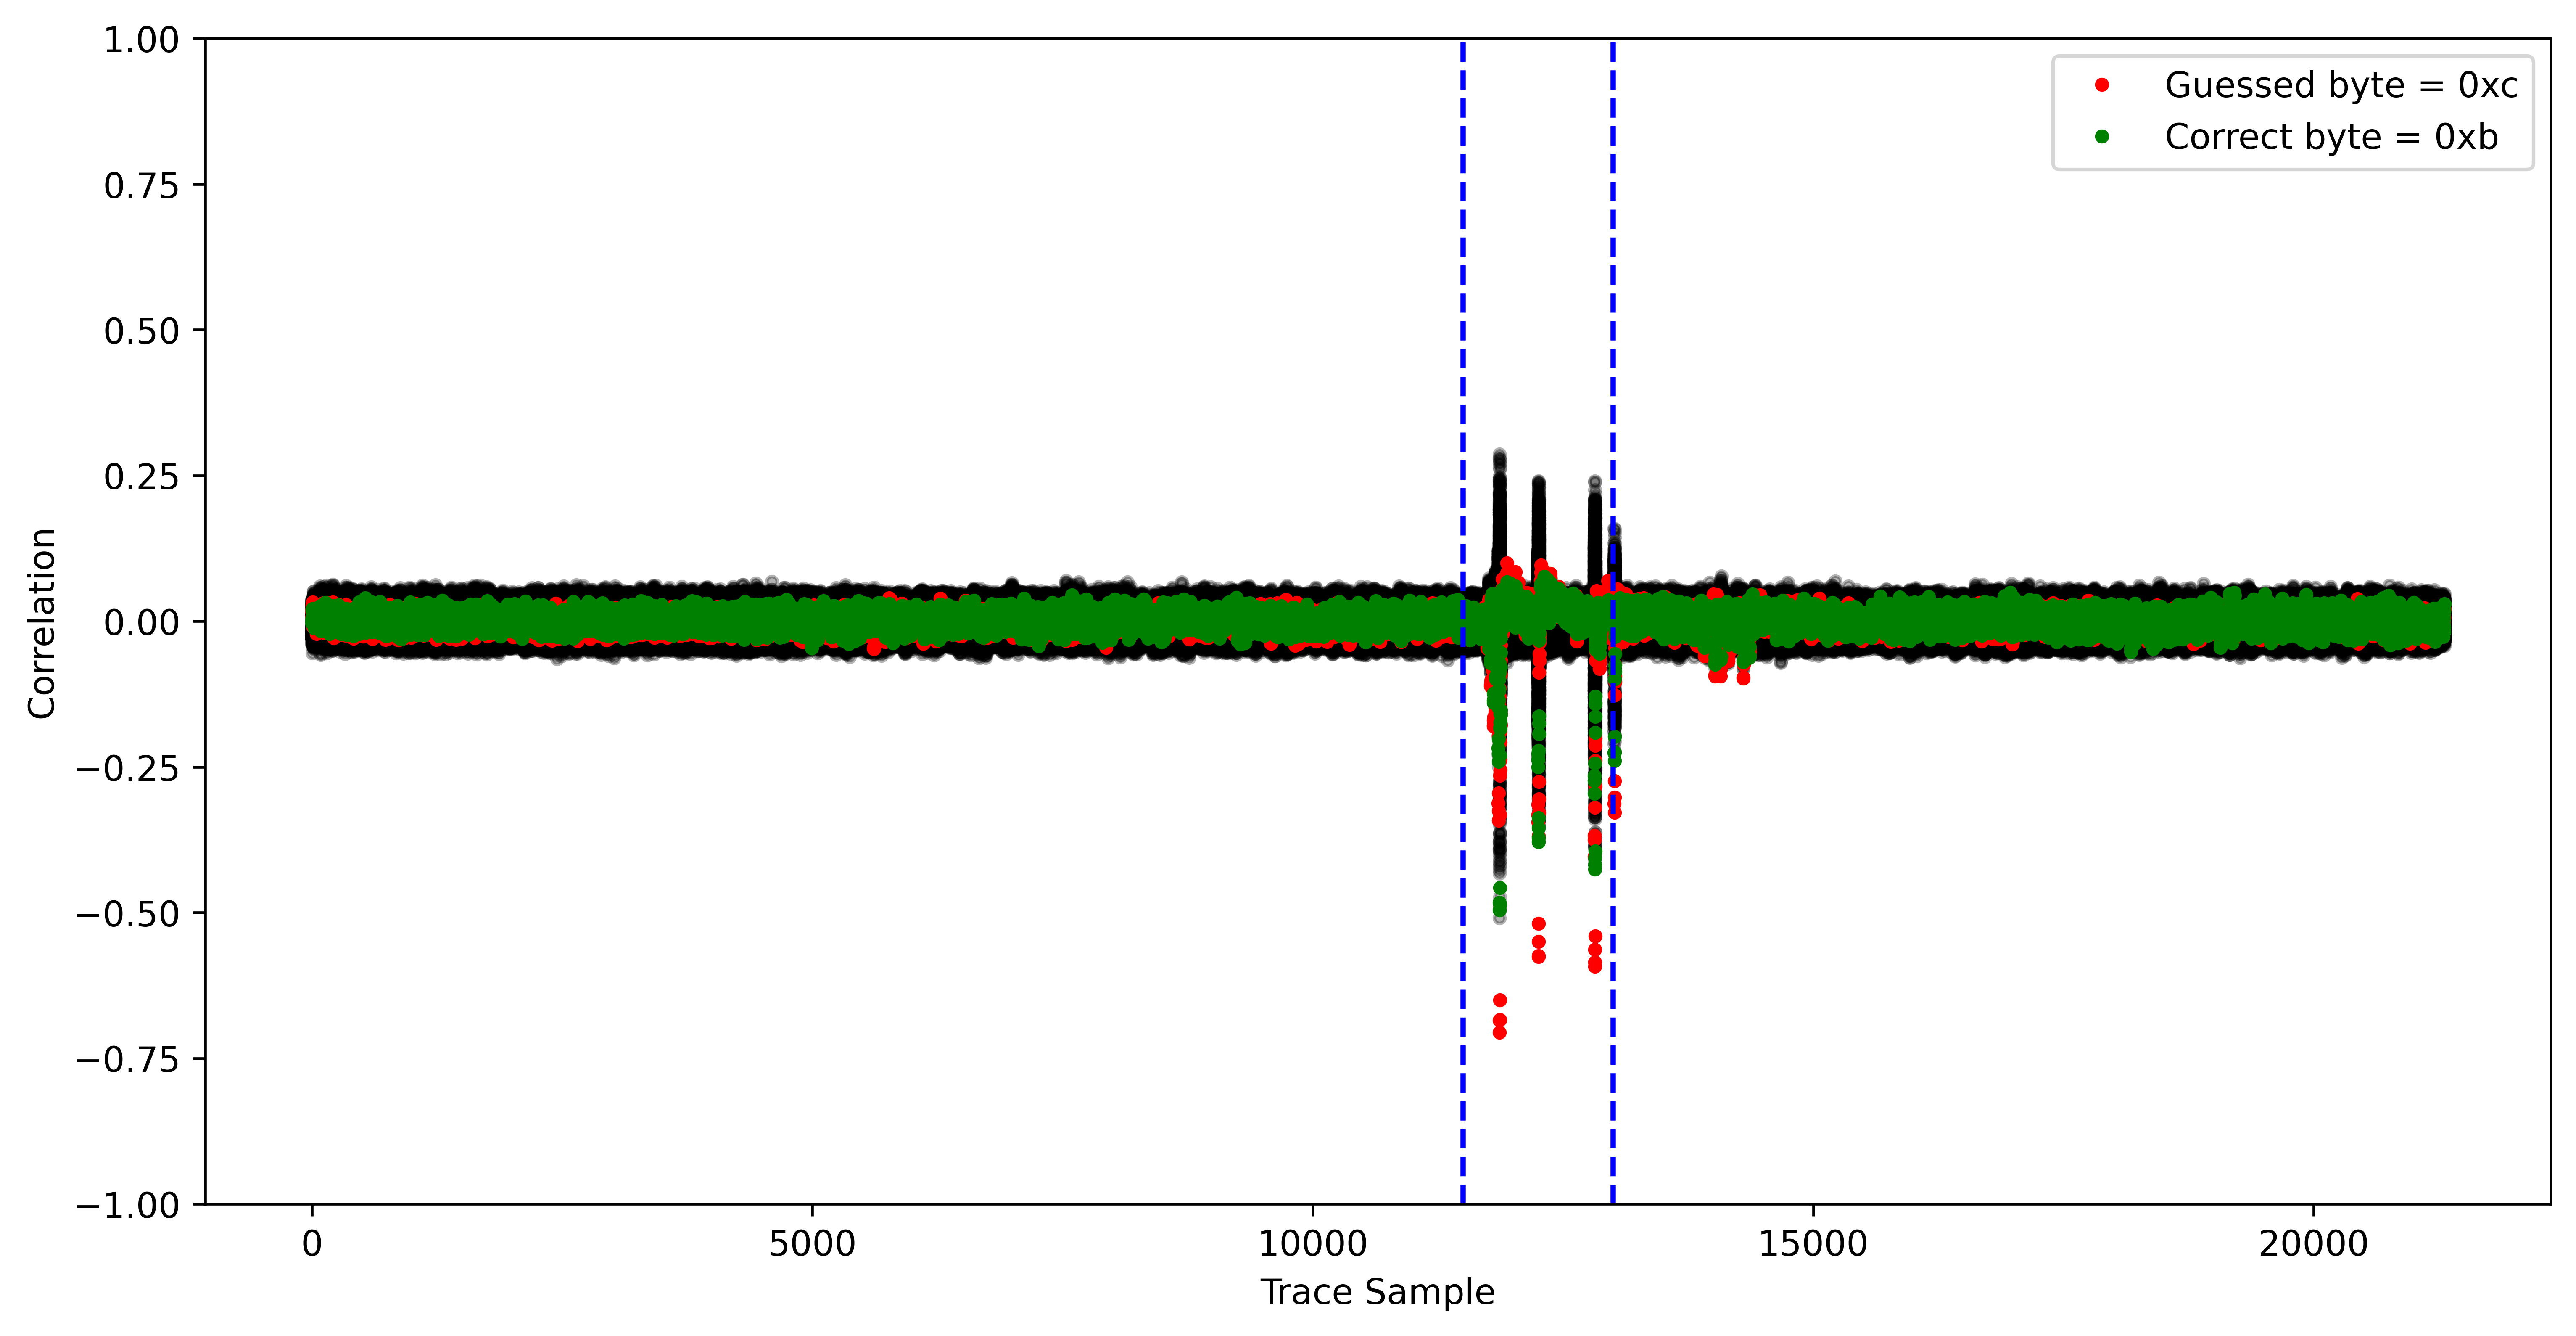 1.00
0.75
0.50
0.25
0.00
−0.25
−0.50
−0.75
−1.00
Correlation
Guessed byte = 0xc
Correct byte = 0xb
0 5000 10000 15000 20000
Trace Sample